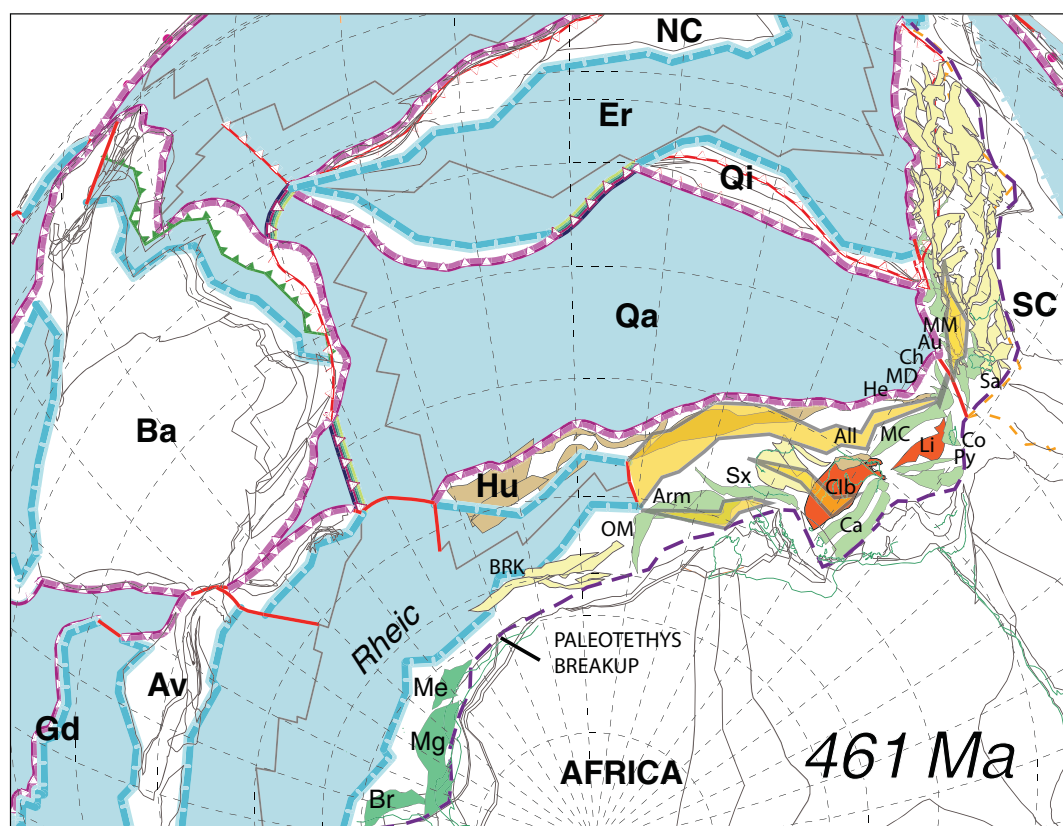 NC
Er
Qi
SC
Qa
MM
Au
Ch
MD
He
Sa
Ba
All
MC
Li
Co
Py
Hu
Sx
Clb
Arm
Ca
OM
BRK
Rheic
PALEOTETHYS
BREAKUP
Av
Me
Gd
Mg
AFRICA
461 Ma
Br